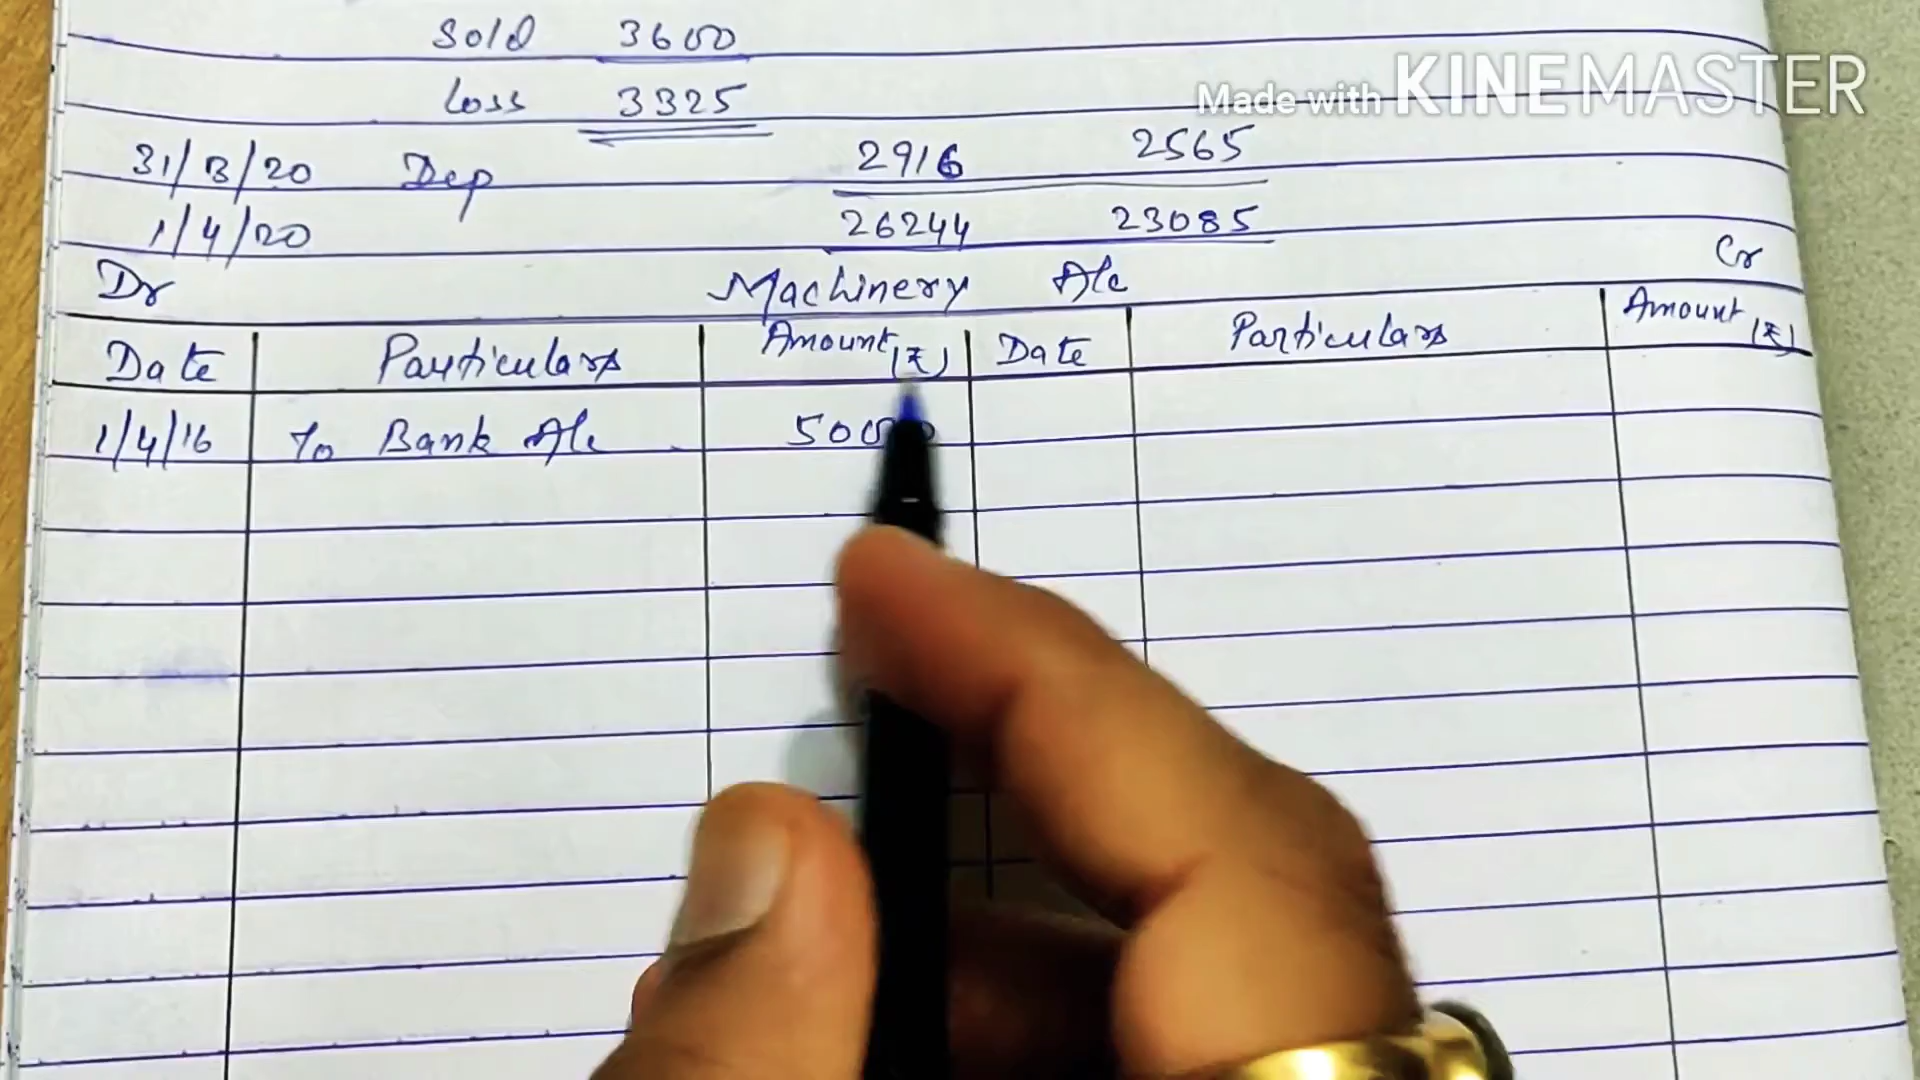 Sold 3600
Made with KINEMASTER
Loss 3325
31/3/20 Dep 2916 2565
1/4/20 26244 23085
Dr Machinery A/c Cr
Date Particulars Amount (₹) Date Particulars Amount (₹)
1/4/16 To Bank A/c